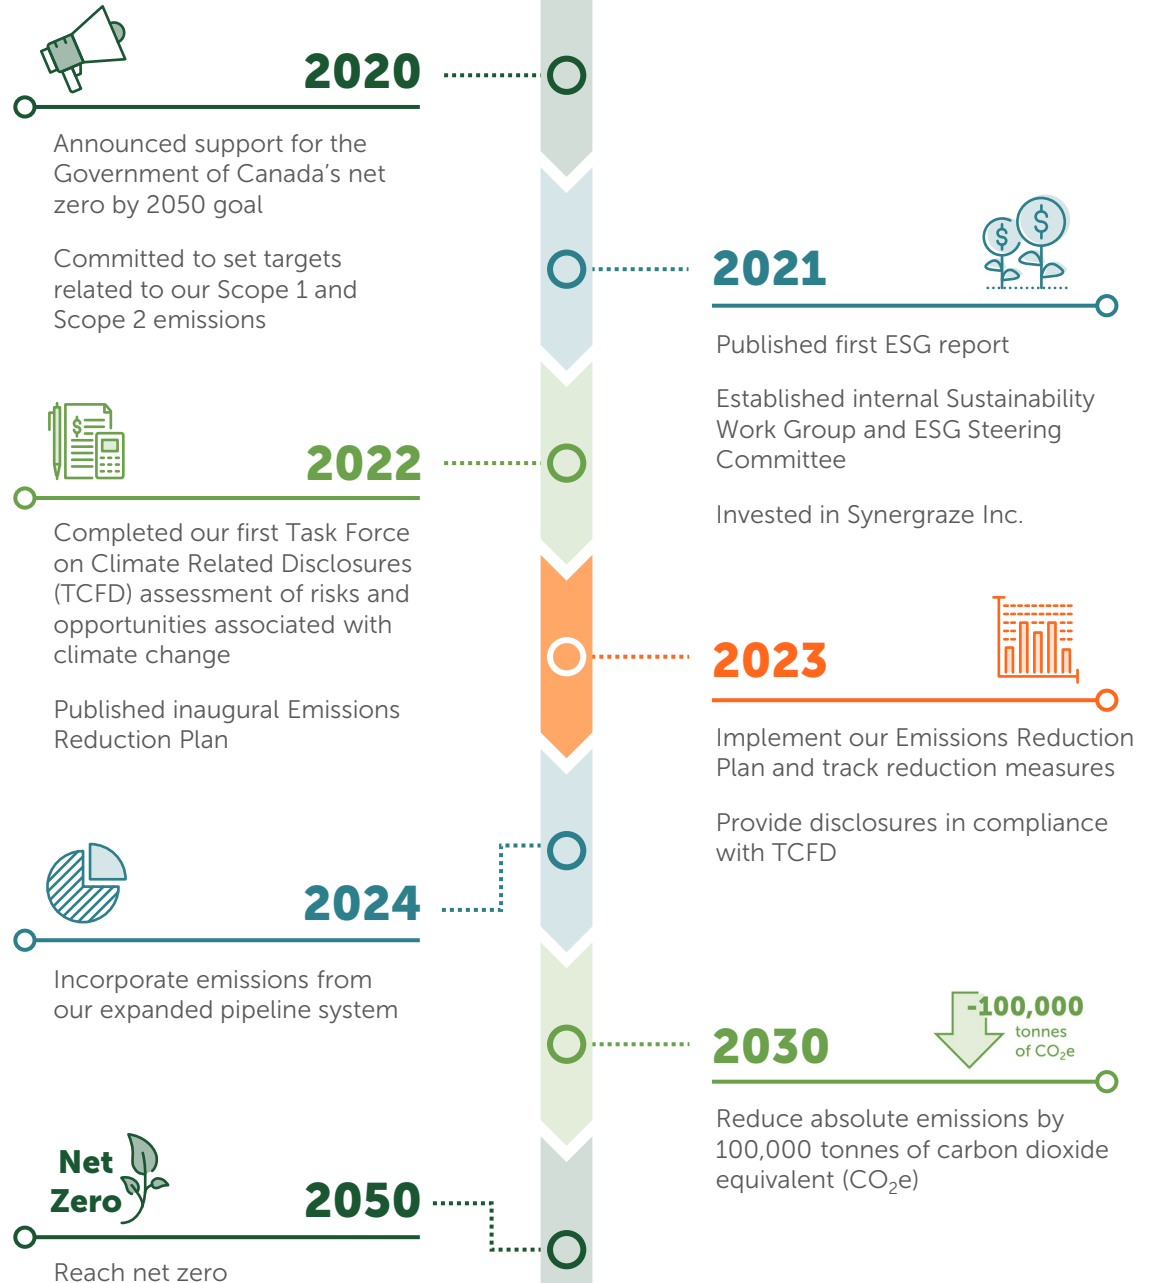 2020
Announced support for the
Government of Canada's net
zero by 2050 goal
Committed to set targets
related to our Scope 1 and
Scope 2 emissions
$ $
2021
Published first ESG report
Established internal Sustainability
Work Group and ESG Steering
Committee
Invested in Synergraze Inc.
$
2022
Completed our first Task Force
on Climate Related Disclosures
(TCFD) assessment of risks and
opportunities associated with
climate change
Published inaugural Emissions
Reduction Plan
2023
Implement our Emissions Reduction
Plan and track reduction measures
Provide disclosures in compliance
with TCFD
2024
Incorporate emissions from
our expanded pipeline system
2030
-100,000
tonnes
of CO₂e
Reduce absolute emissions by
100,000 tonnes of carbon dioxide
equivalent (CO₂e)
Net
Zero
2050
Reach net zero